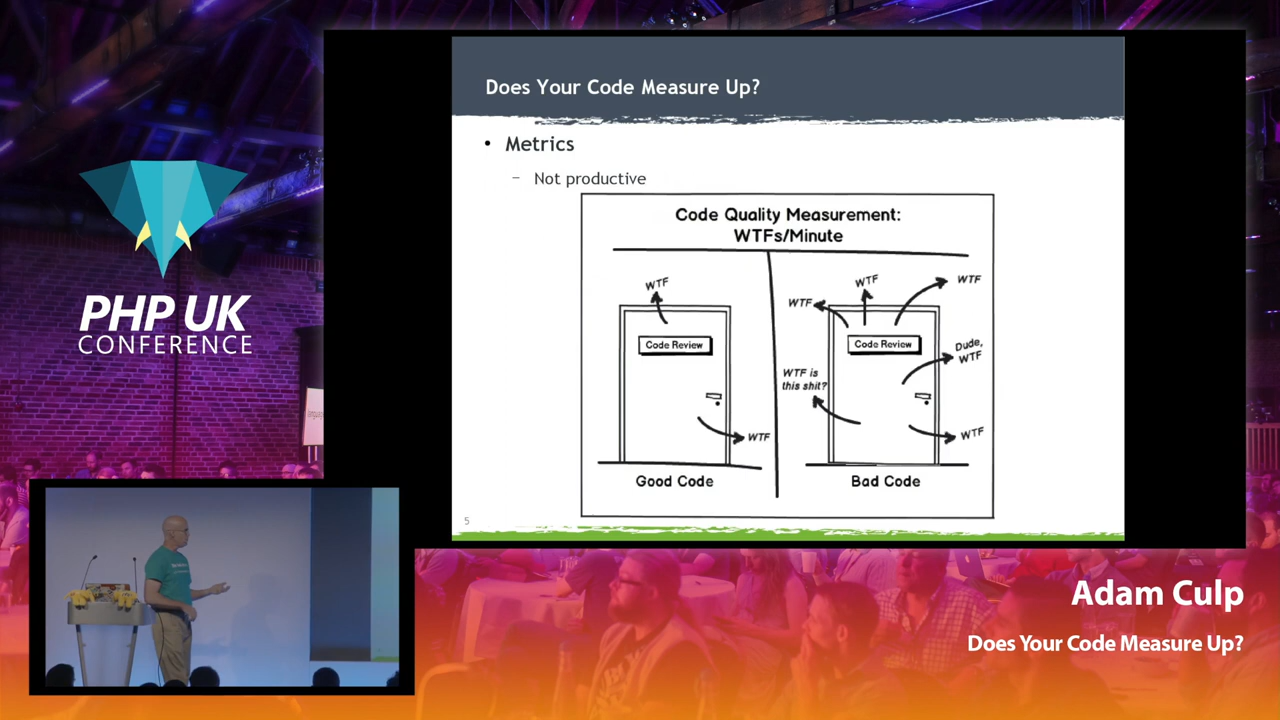 PHP UK
CONFERENCE
Does Your Code Measure Up?
• Metrics
– Not productive
Code Quality Measurement:
WTFs/Minute
WTF
Code Review
WTF
Good Code
WTF
WTF
WTF
Code Review
Dude,
WTF
WTF is
this shit?
WTF
Bad Code
5
Adam Culp
Does Your Code Measure Up?